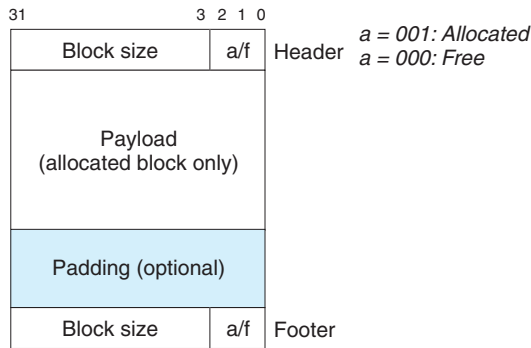 31 3 2 1 0
Block size a/f Header a = 001: Allocated
a = 000: Free
Payload
(allocated block only)
Padding (optional)
Block size a/f Footer